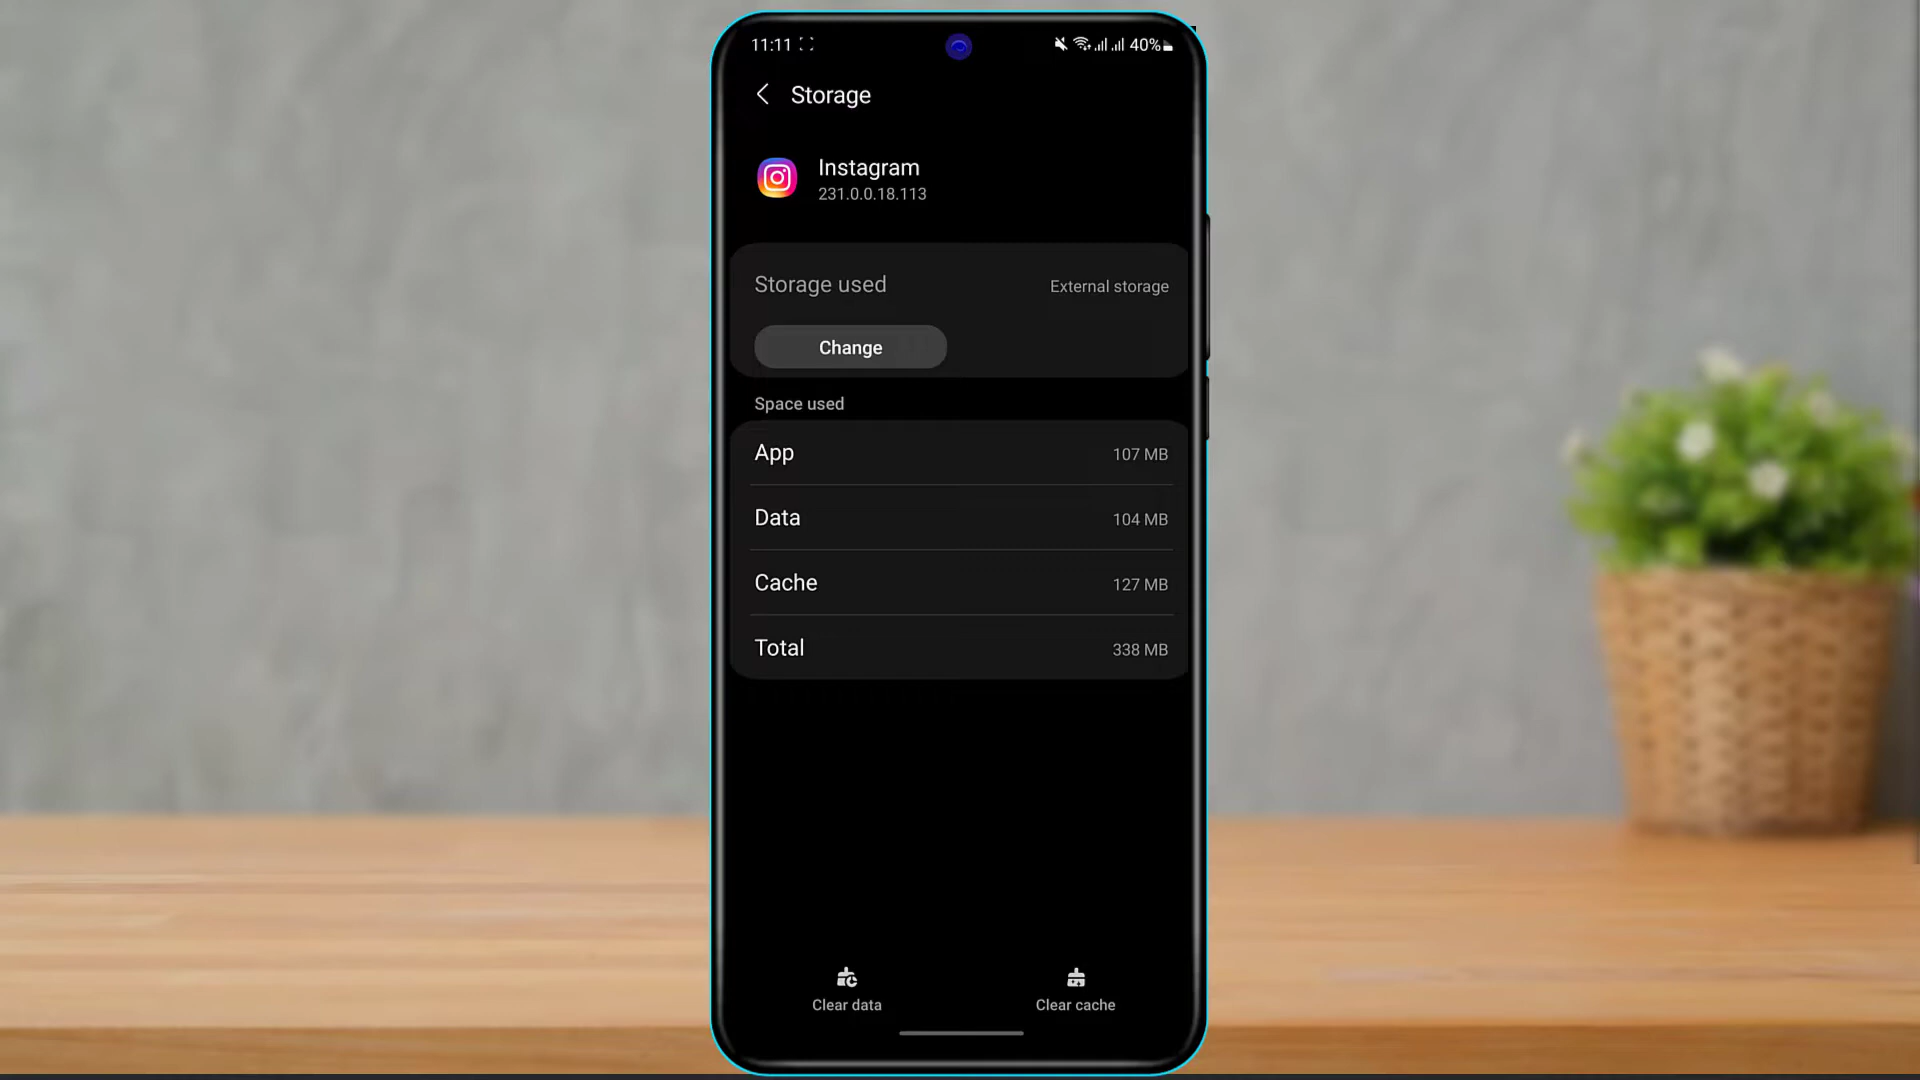 11:11
40%
Storage
Instagram
231.0.0.18.113
Storage used
External storage
Change
Space used
App
107 MB
Data
104 MB
Cache
127 MB
Total
338 MB
Clear data
Clear cache